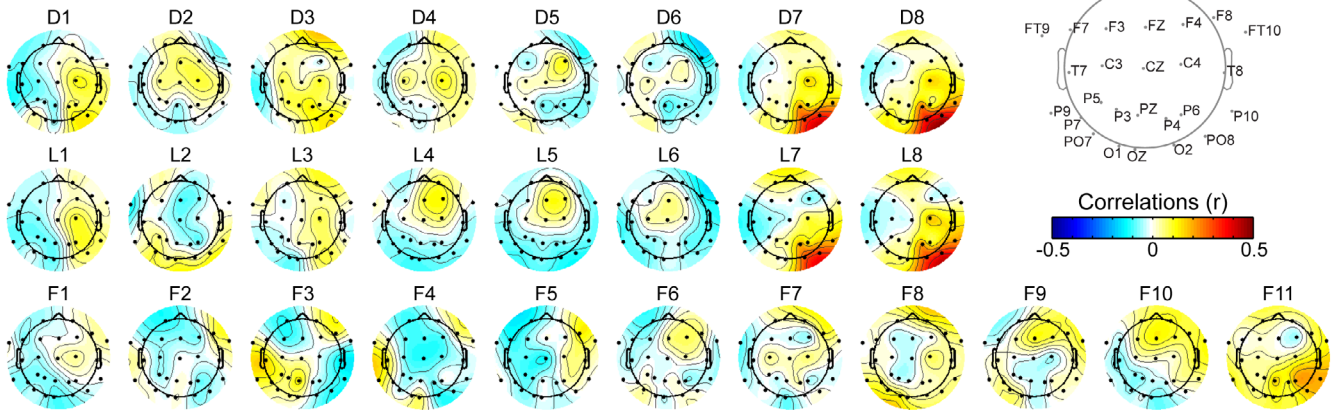 D1 D2 D3 D4 D5 D6 D7 D8
FT9 F7 F3 FZ F4 F8 FT10
T7 C3 CZ C4 T8
P5 P9 P3 PZ P4 P6 P10
P7 PO7 O1 OZ O2 PO8
L1 L2 L3 L4 L5 L6 L7 L8
Correlations (r)
-0.5 0 0.5
F1 F2 F3 F4 F5 F6 F7 F8 F9 F10 F11